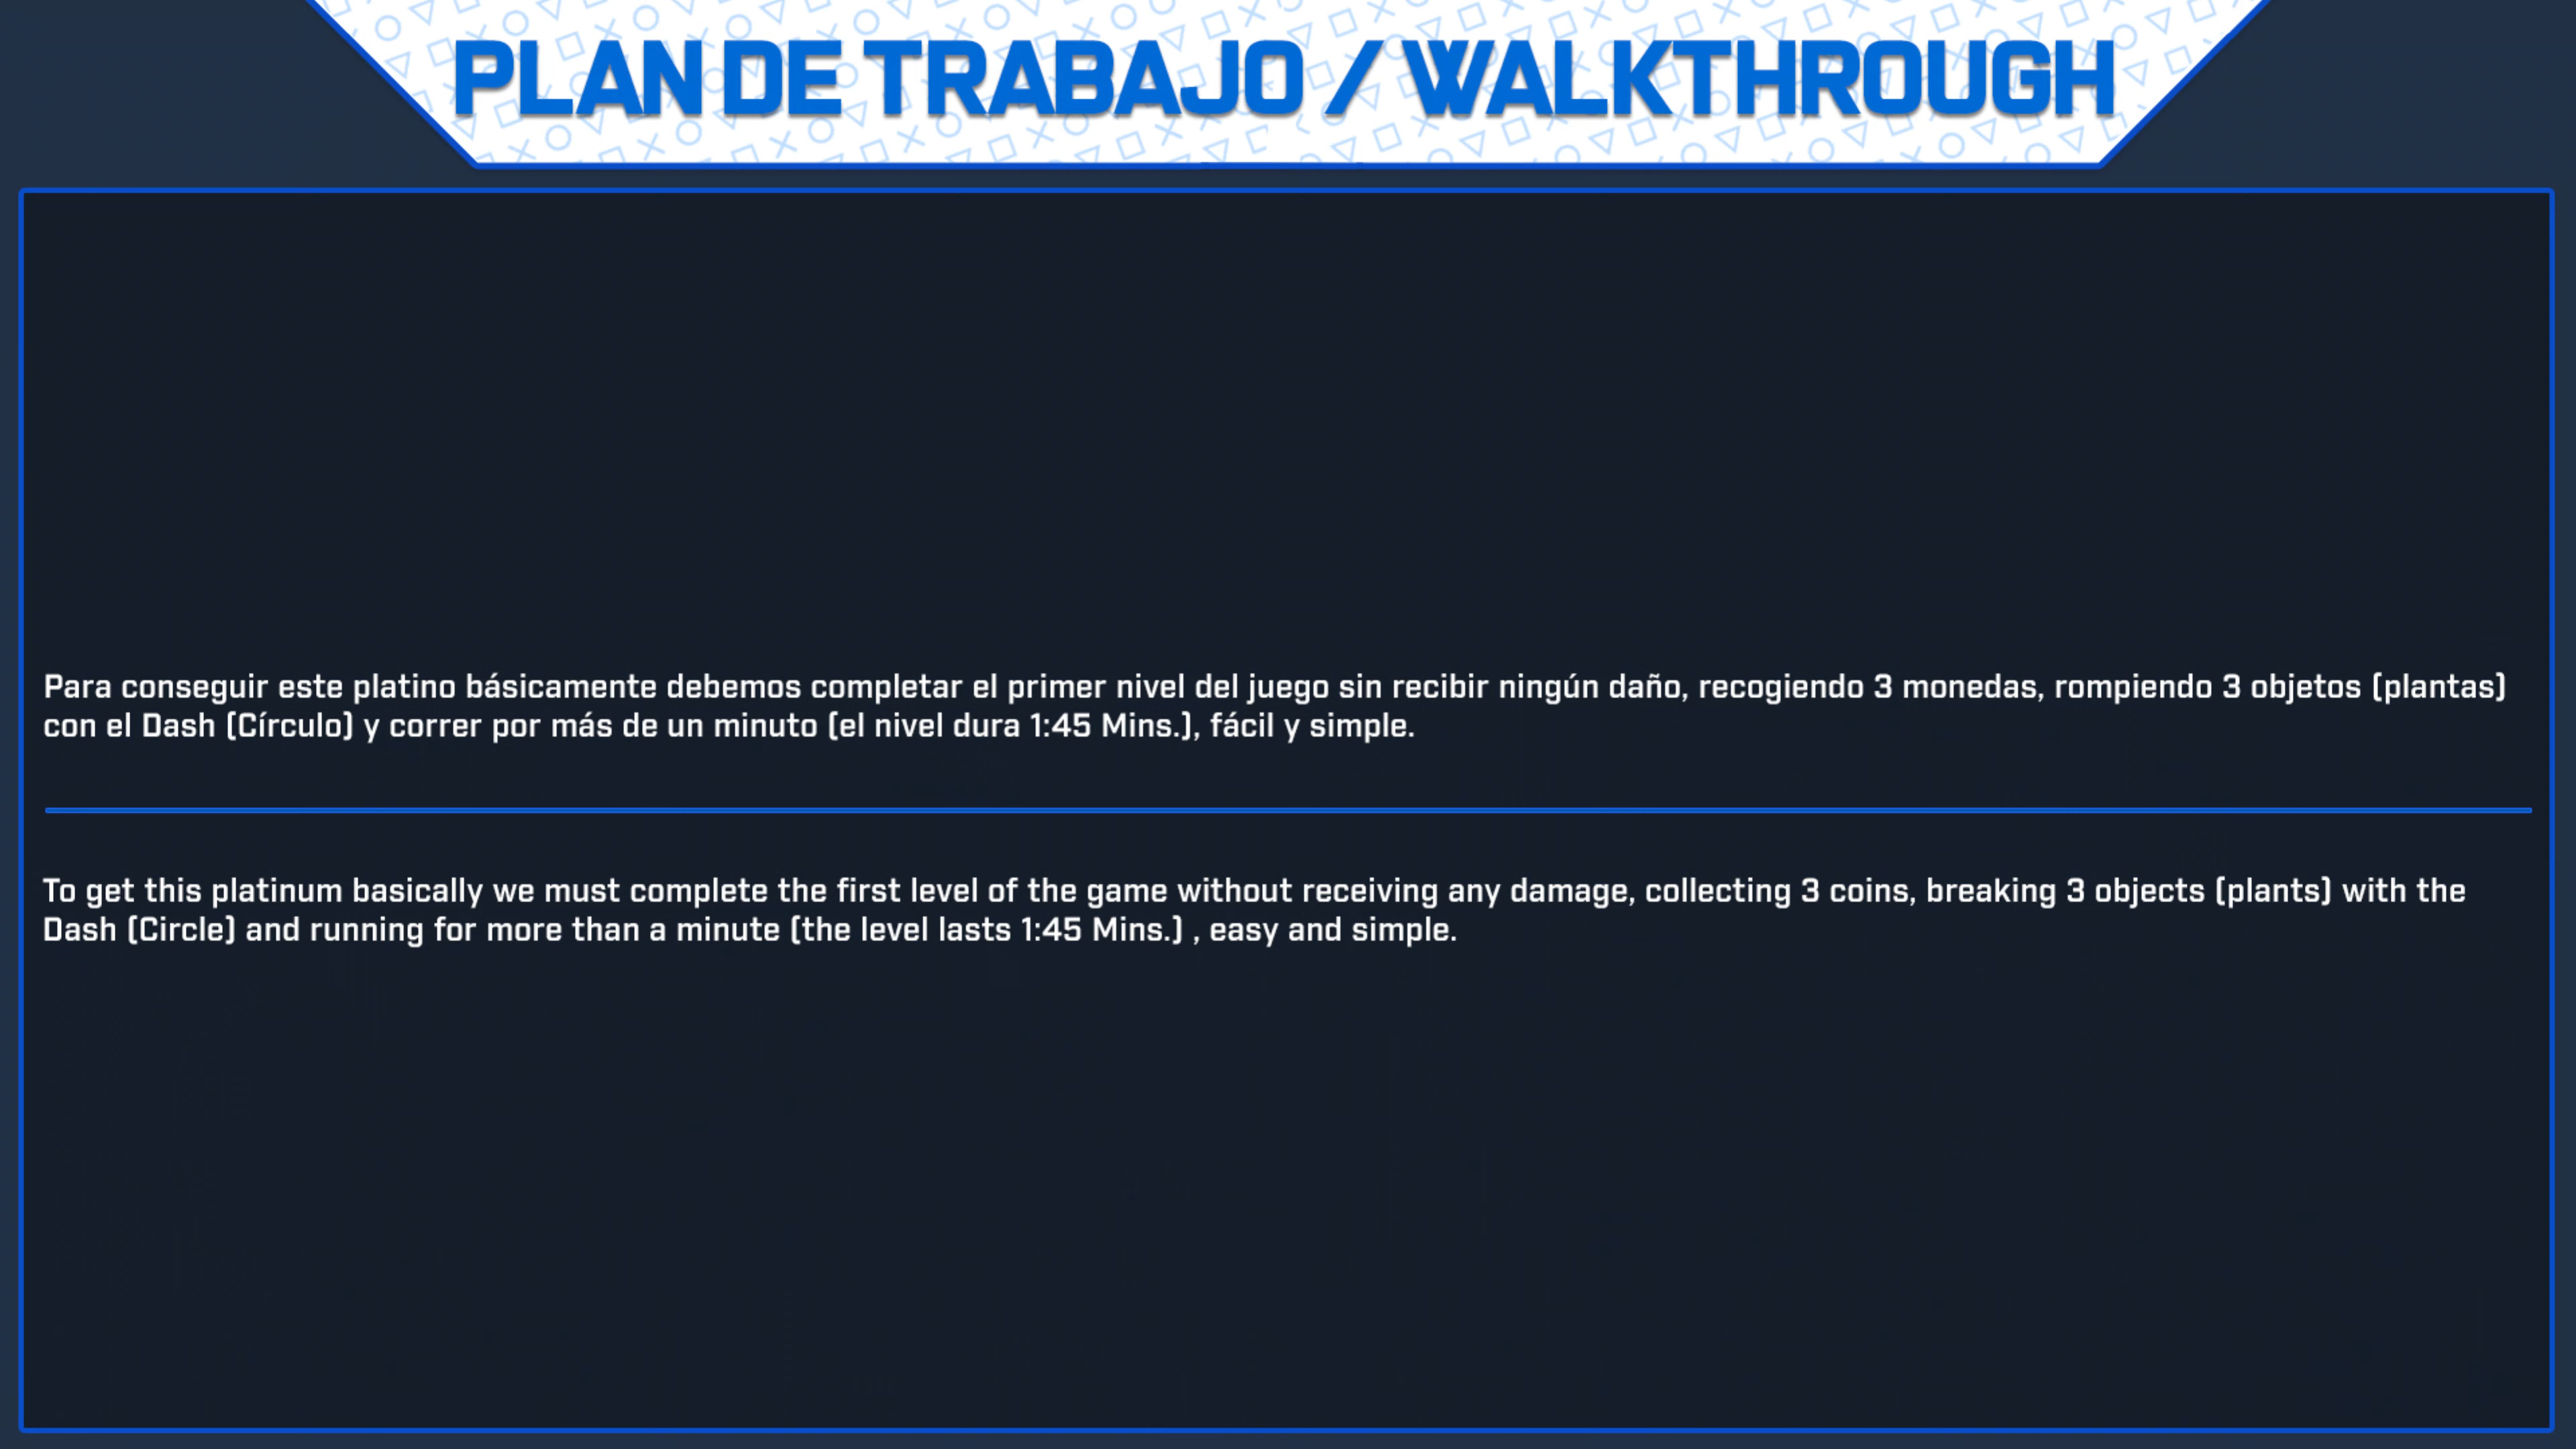 PLAN DE TRABAJO / WALKTHROUGH
Para conseguir este platino básicamente debemos completar el primer nivel del juego sin recibir ningún daño, recogiendo 3 monedas, rompiendo 3 objetos (plantas)
con el Dash (Círculo) y correr por más de un minuto (el nivel dura 1:45 Mins.), fácil y simple.
To get this platinum basically we must complete the first level of the game without receiving any damage, collecting 3 coins, breaking 3 objects (plants) with the
Dash (Circle) and running for more than a minute (the level lasts 1:45 Mins.) , easy and simple.